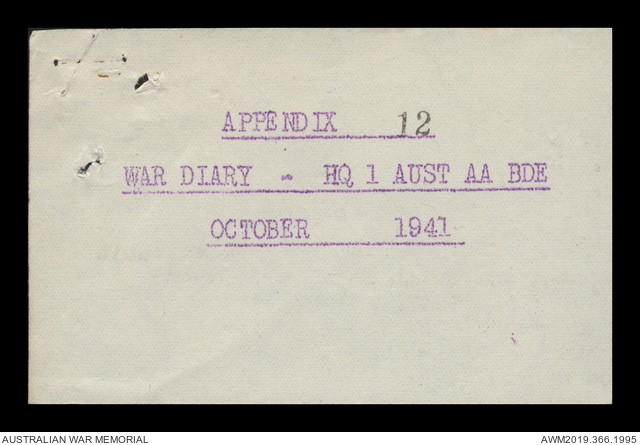 APPENDIX 12
WAR DIARY - HQ 1 AUST AA BDE
OCTOBER 1941
AUSTRALIAN WAR MEMORIAL
AWM2019.366.1995